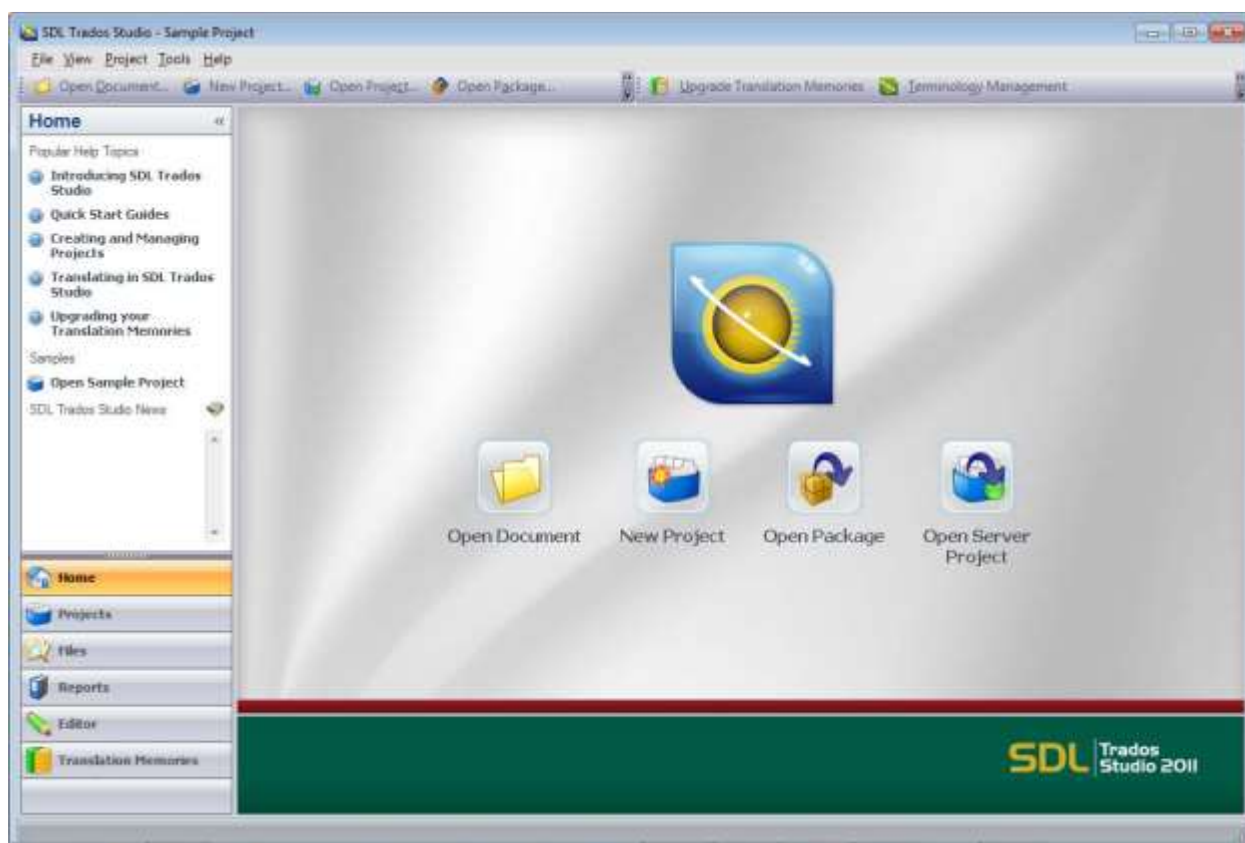 SDL Trados Studio - Sample Project
File View Project Tools Help
Open Document... New Project... Open Project... Open Package... Upgrade Translation Memories Terminology Management
Home «
Popular Help Topics
Introducing SDL Trados
Studio
Quick Start Guides
Creating and Managing
Projects
Translating in SDL Trados
Studio
Upgrading your
Translation Memories
Samples
Open Sample Project
SDL Trados Studio News
Open Document
New Project
Open Package
Open Server
Project
Home
Projects
Files
Reports
Editor
Translation Memories
SDL Trados
Studio 2011